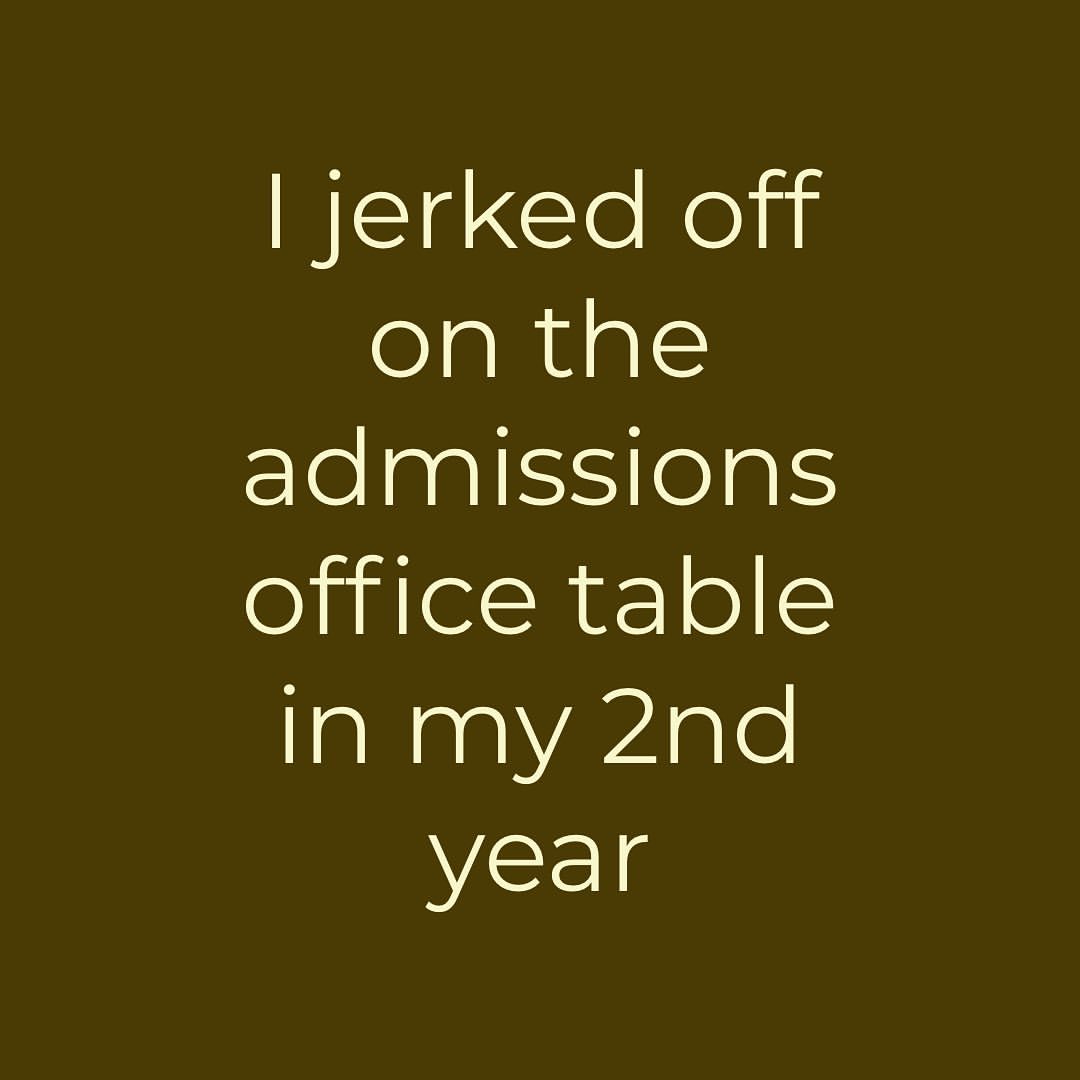 I jerked off
on the
admissions
office table
in my 2nd
year